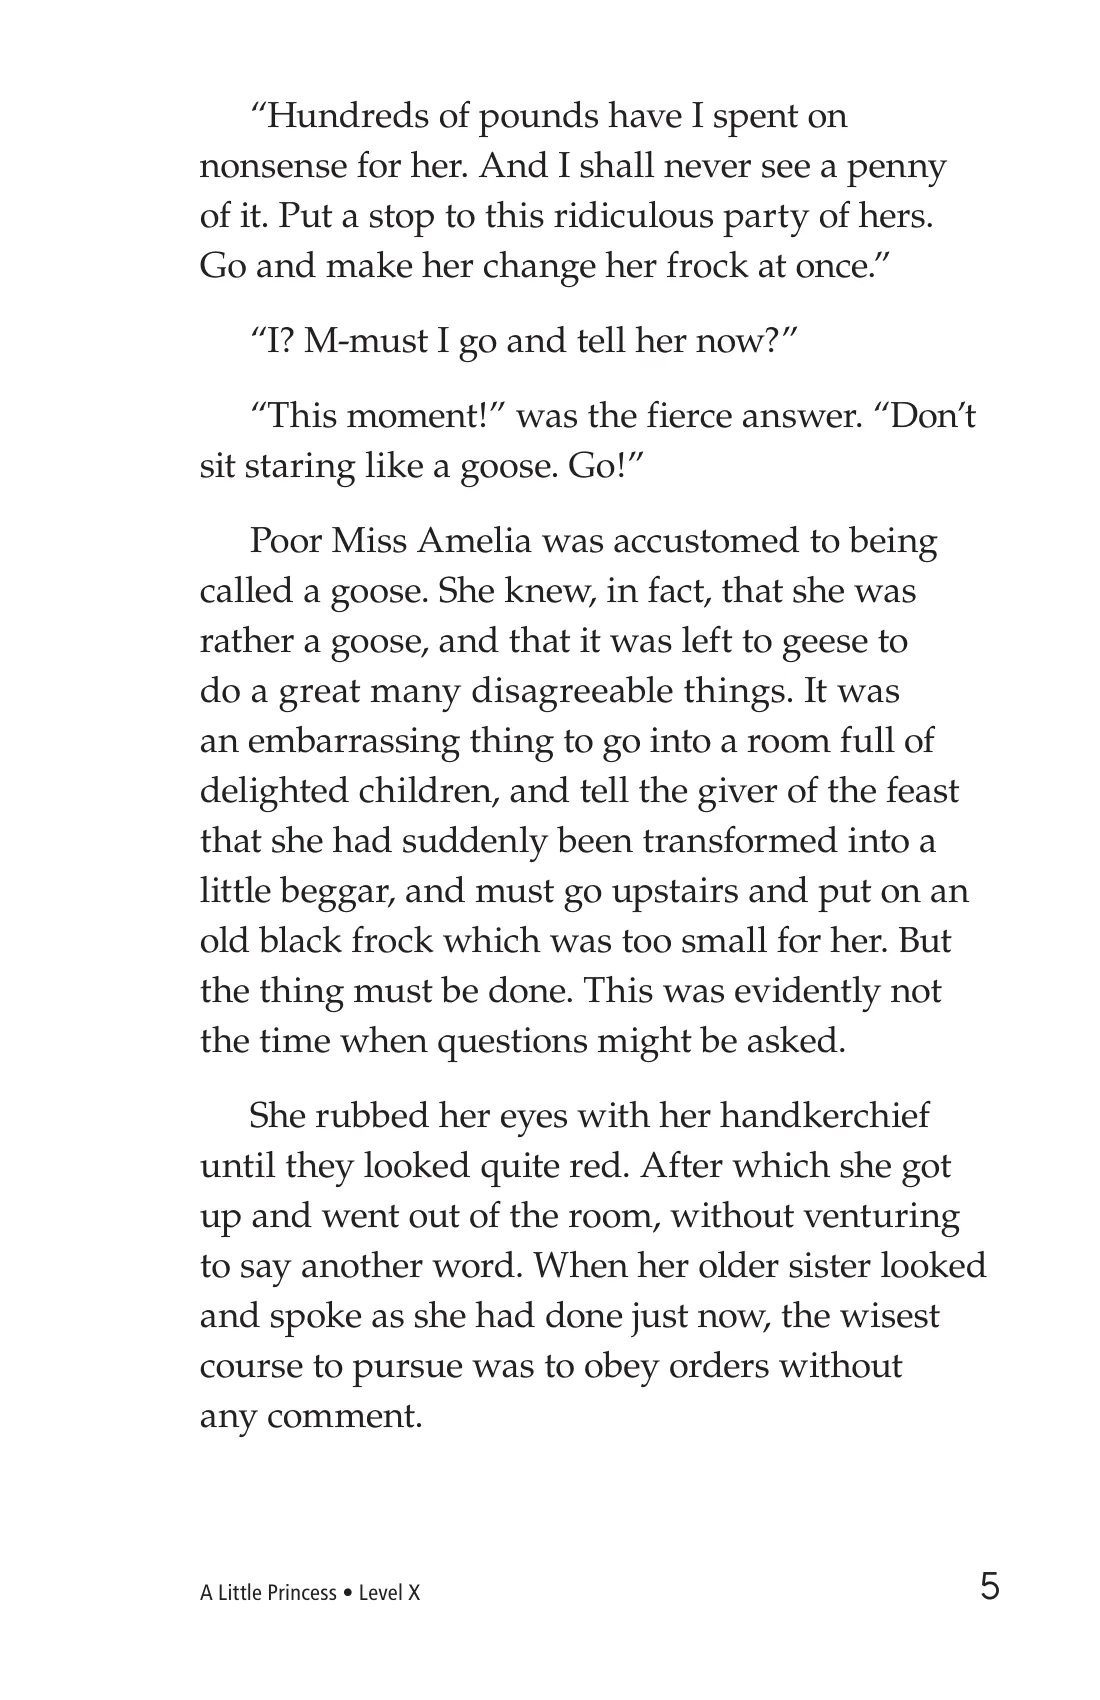 “Hundreds of pounds have I spent on
nonsense for her. And I shall never see a penny
of it. Put a stop to this ridiculous party of hers.
Go and make her change her frock at once.”
“I? M-must I go and tell her now?”
“This moment!” was the fierce answer. “Don’t
sit staring like a goose. Go!”
Poor Miss Amelia was accustomed to being
called a goose. She knew, in fact, that she was
rather a goose, and that it was left to geese to
do a great many disagreeable things. It was
an embarrassing thing to go into a room full of
delighted children, and tell the giver of the feast
that she had suddenly been transformed into a
little beggar, and must go upstairs and put on an
old black frock which was too small for her. But
the thing must be done. This was evidently not
the time when questions might be asked.
She rubbed her eyes with her handkerchief
until they looked quite red. After which she got
up and went out of the room, without venturing
to say another word. When her older sister looked
and spoke as she had done just now, the wisest
course to pursue was to obey orders without
any comment.
A Little Princess • Level X
5